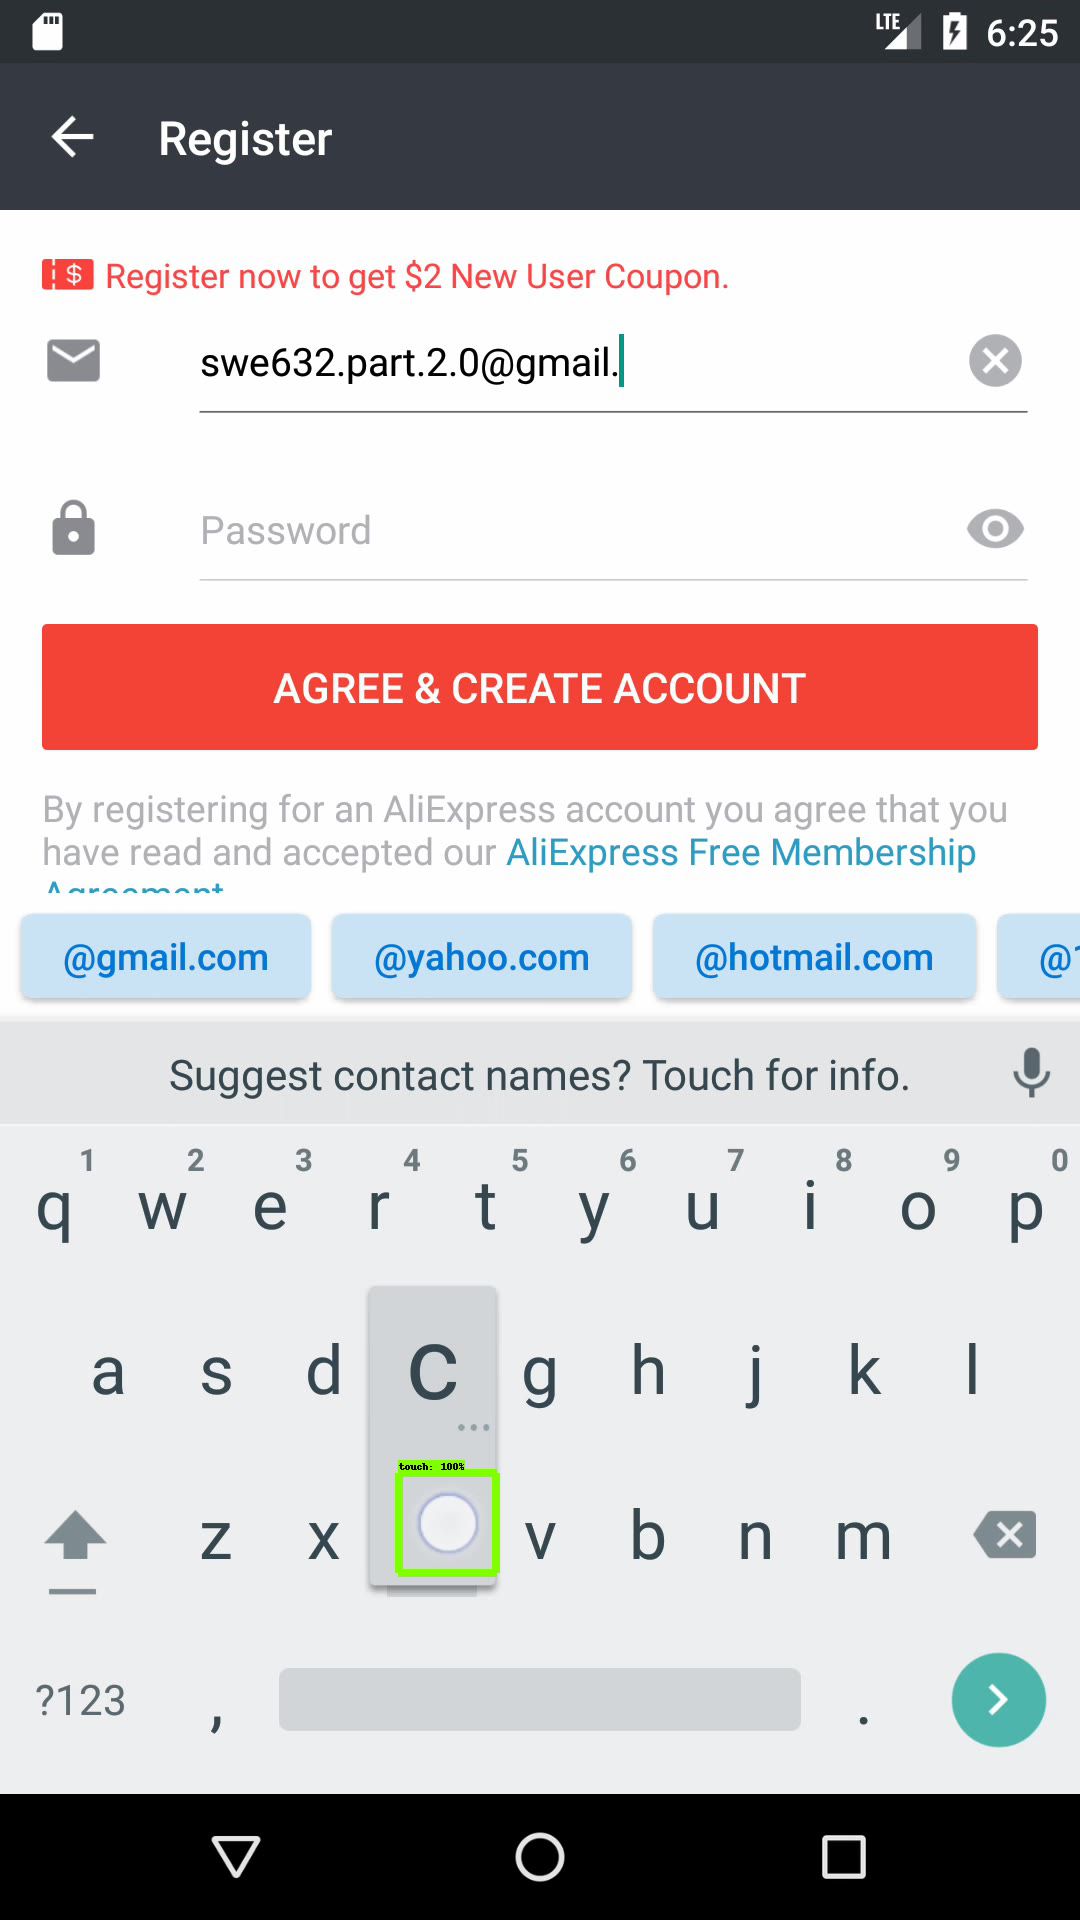 LTE 6:25
Register
$ Register now to get $2 New User Coupon.
swe632.part.2.0@gmail.
Password
AGREE & CREATE ACCOUNT
By registering for an AliExpress account you agree that you
have read and accepted our AliExpress Free Membership
Agreement
@gmail.com @yahoo.com @hotmail.com @1
Suggest contact names? Touch for info.
1 2 3 4 5 6 7 8 9 0
q w e r t y u i o p
a s d c g h j k l
touch: 100%
z x v b n m
?123 , .